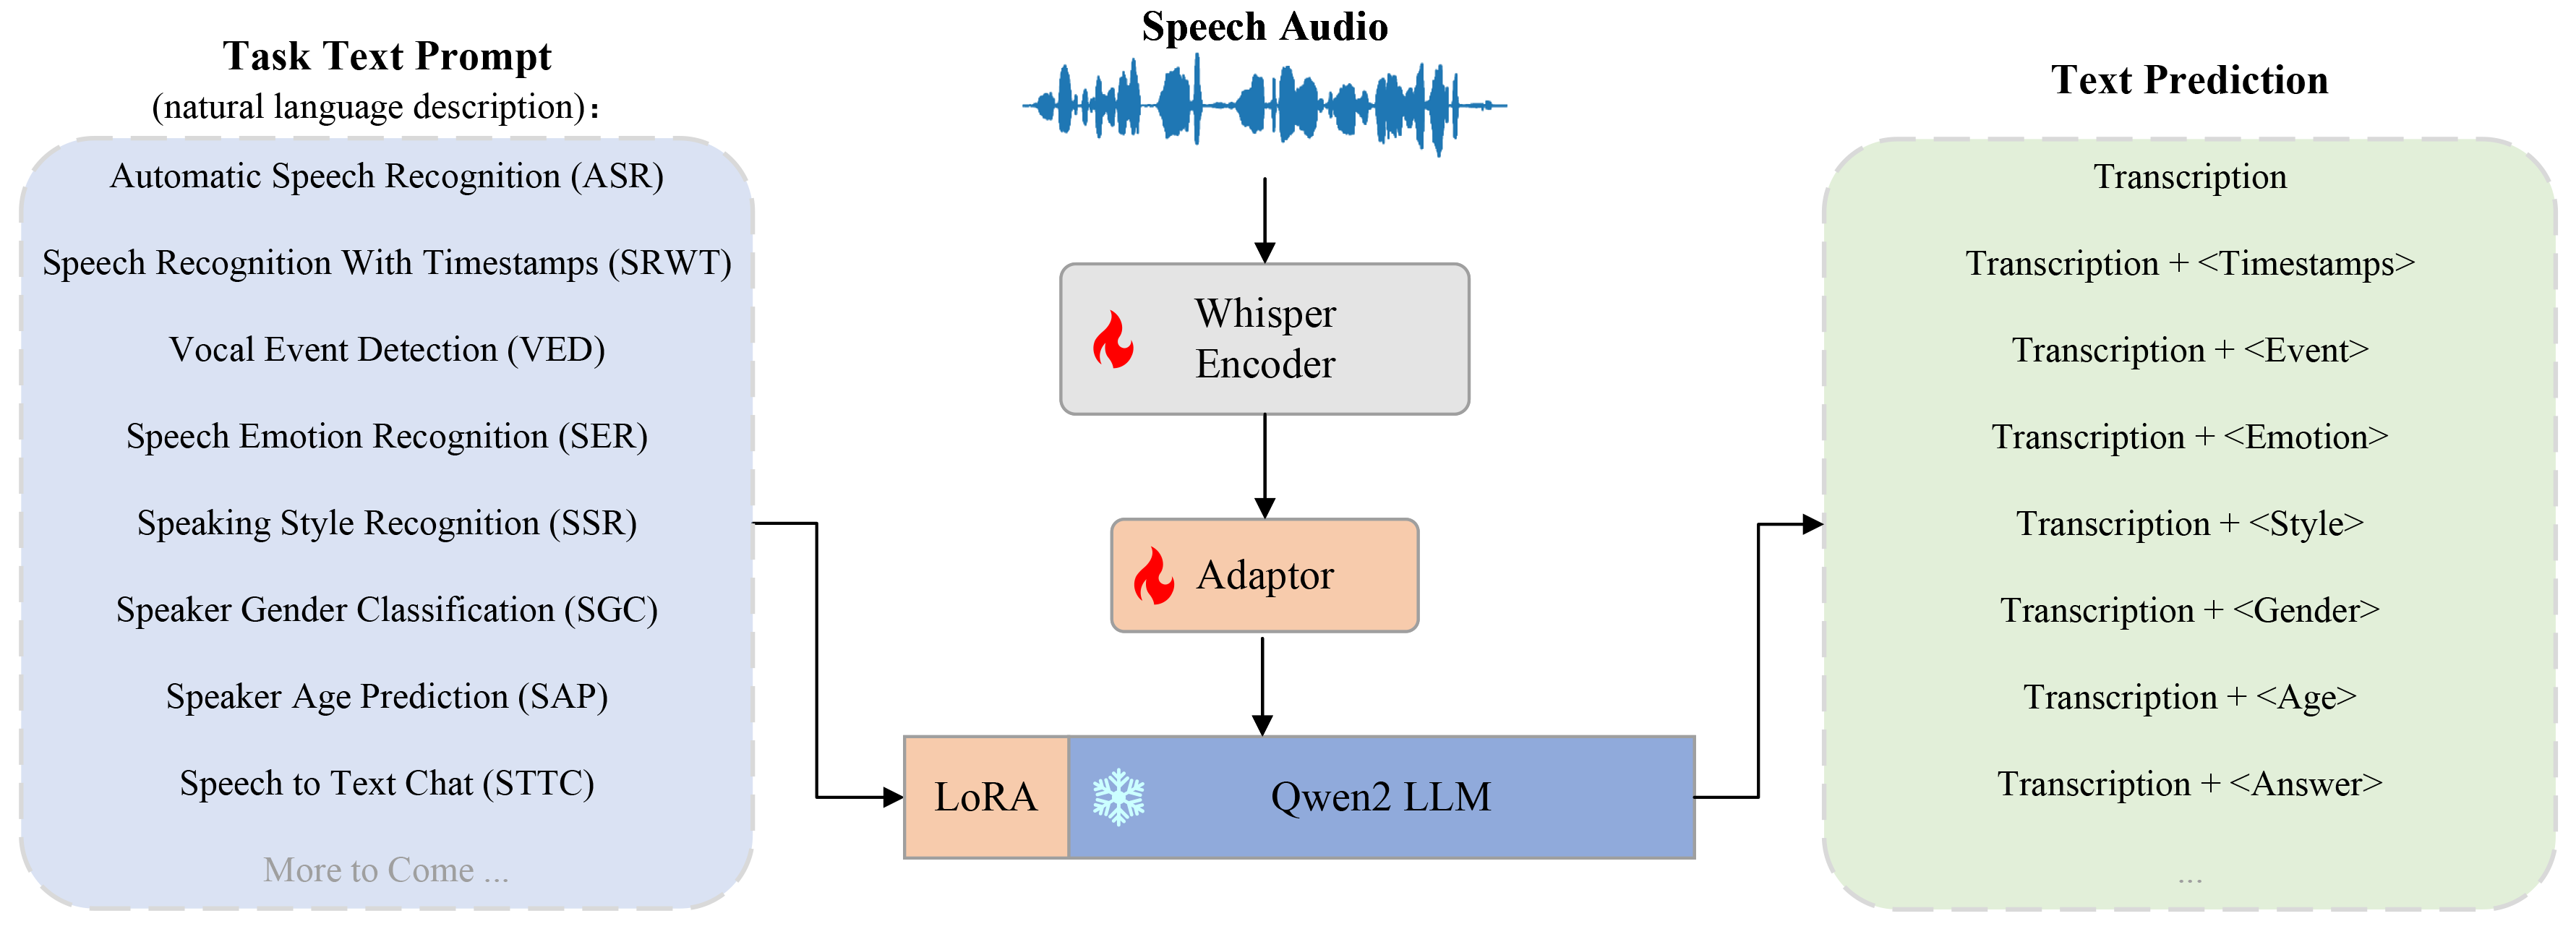 Task Text Prompt
(natural language description)：
Automatic Speech Recognition (ASR)
Speech Recognition With Timestamps (SRWT)
Vocal Event Detection (VED)
Speech Emotion Recognition (SER)
Speaking Style Recognition (SSR)
Speaker Gender Classification (SGC)
Speaker Age Prediction (SAP)
Speech to Text Chat (STTC)
More to Come ...
Speech Audio
Whisper
Encoder
Adaptor
LoRA
Qwen2 LLM
Text Prediction
Transcription
Transcription + <Timestamps>
Transcription + <Event>
Transcription + <Emotion>
Transcription + <Style>
Transcription + <Gender>
Transcription + <Age>
Transcription + <Answer>
...